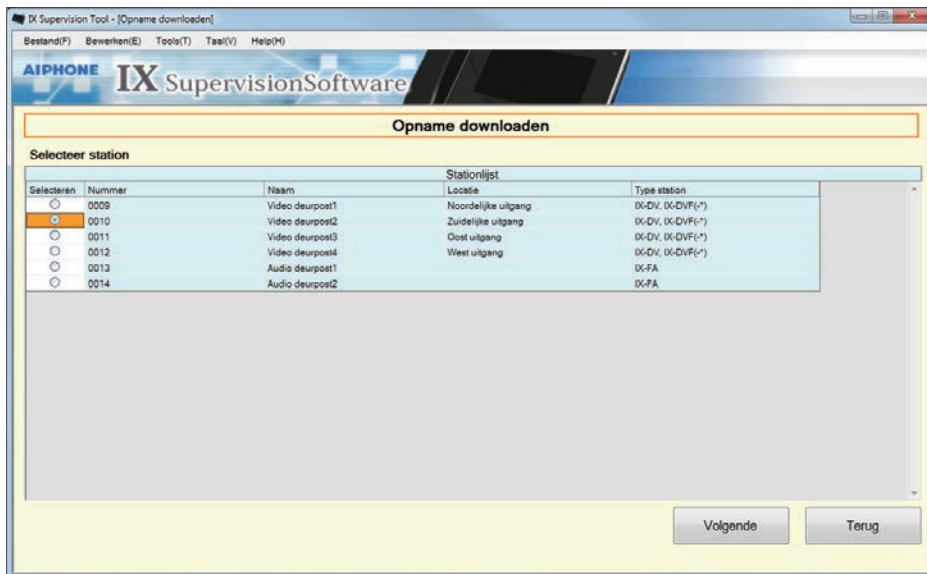 IX Supervision Tool - [Opname downloaden]
Bestand(F) Bewerken(E) Tools(T) Taal(V) Help(H)
AIPHONE IX SupervisionSoftware
Opname downloaden
Selecteer station
Stationlijst
Selecteren Nummer Naam Locatie Type station
0009 Video deurpost1 Noordelijke uitgang IX-DV, IX-DVF(-*)
0010 Video deurpost2 Zuidelijke uitgang IX-DV, IX-DVF(-*)
0011 Video deurpost3 Oost uitgang IX-DV, IX-DVF(-*)
0012 Video deurpost4 West uitgang IX-DV, IX-DVF(-*)
0013 Audio deurpost1 IX-FA
0014 Audio deurpost2 IX-FA
Volgende Terug